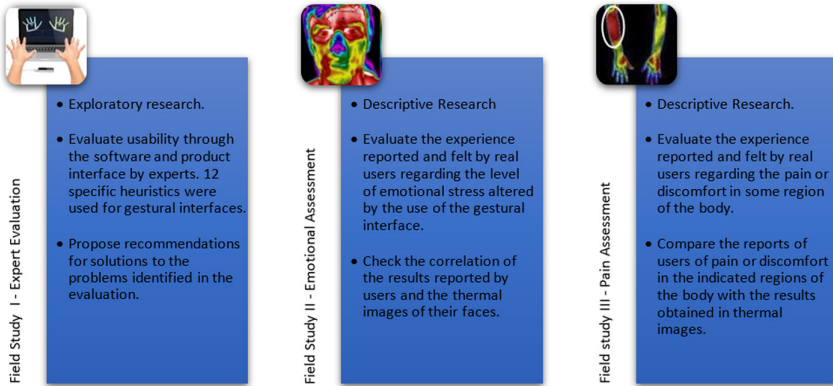 Field Study I - Expert Evaluation
• Exploratory research.
• Evaluate usability through
the software and product
interface by experts. 12
specific heuristics were
used for gestural interfaces.
• Propose recommendations
for solutions to the
problems identified in the
evaluation.
Field Study II - Emotional Assessment
• Descriptive Research
• Evaluate the experience
reported and felt by real
users regarding the level
of emotional stress altered
by the use of the gestural
interface.
• Check the correlation of
the results reported by
users and the thermal
images of their faces.
Field study III - Pain Assessment
• Descriptive Research.
• Evaluate the experience
reported and felt by real
users regarding the pain or
discomfort in some region
of the body.
• Compare the reports of
users of pain or discomfort
in the indicated regions of
the body with the results
obtained in thermal
images.